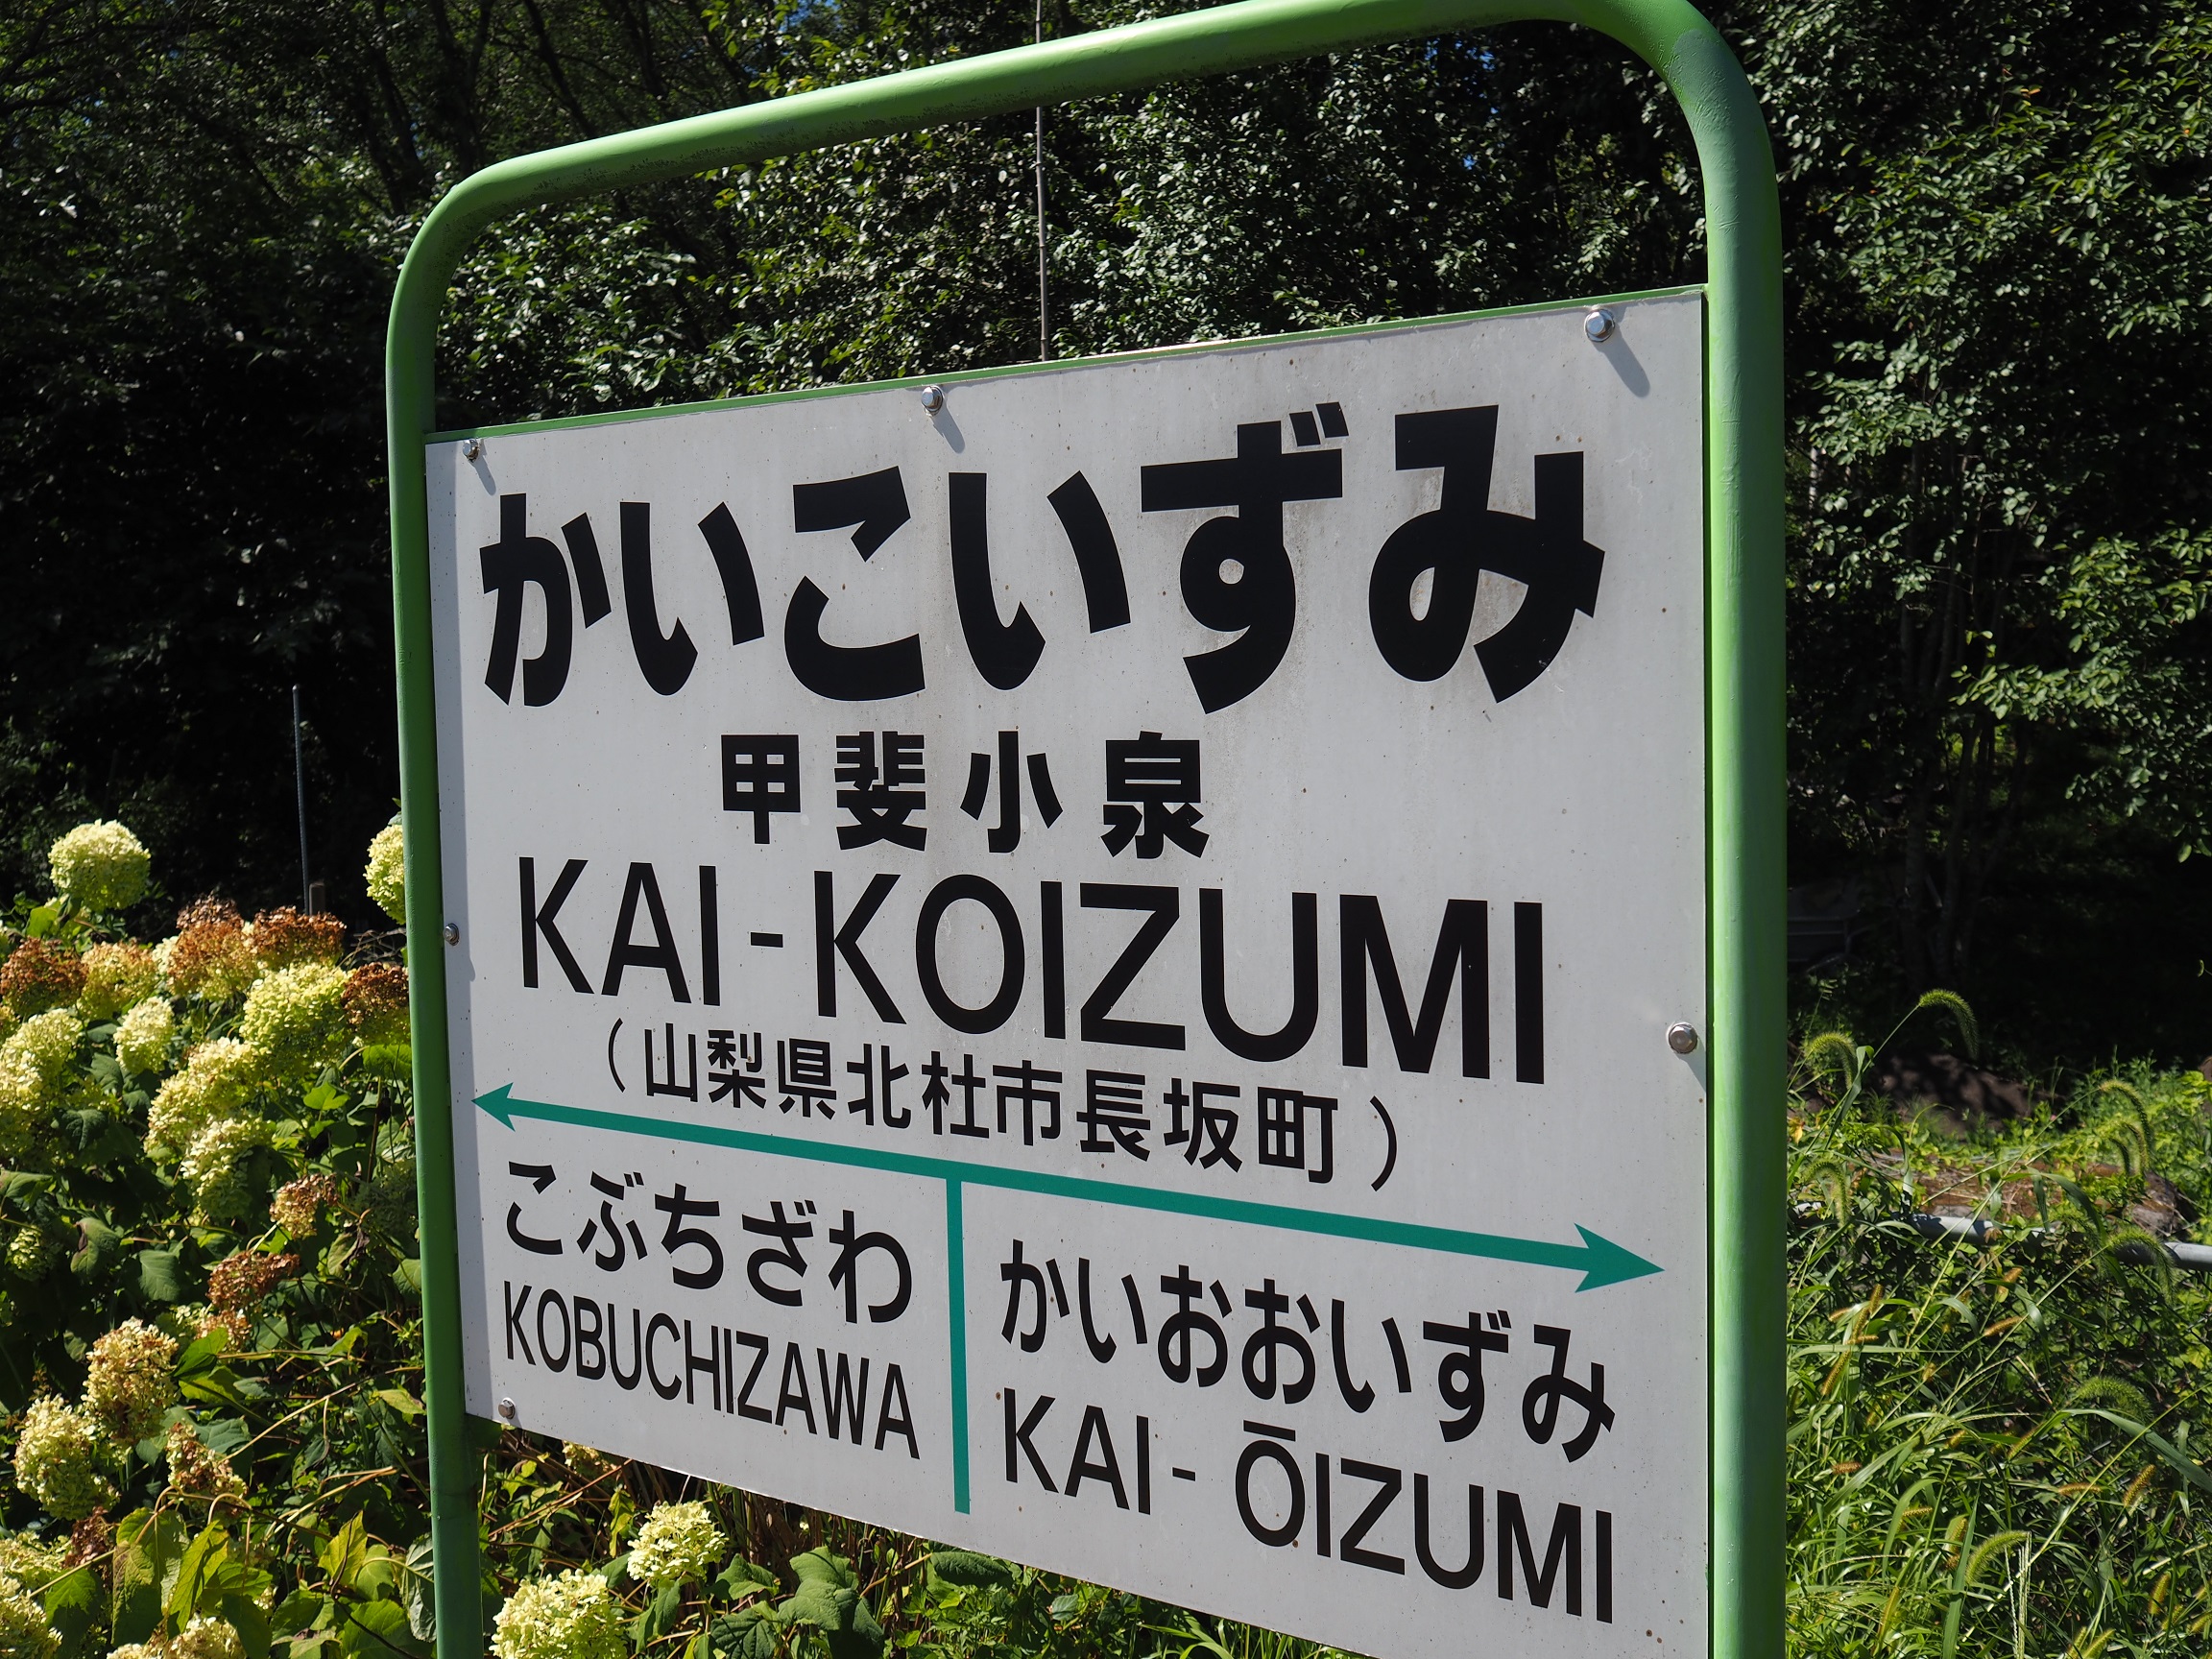 かいこいずみ
甲斐小泉
KAI-KOIZUMI
(山梨県北杜市長坂町)
こぶちざわ
KOBUCHIZAWA
かいおおいずみ
KAI-ŌIZUMI